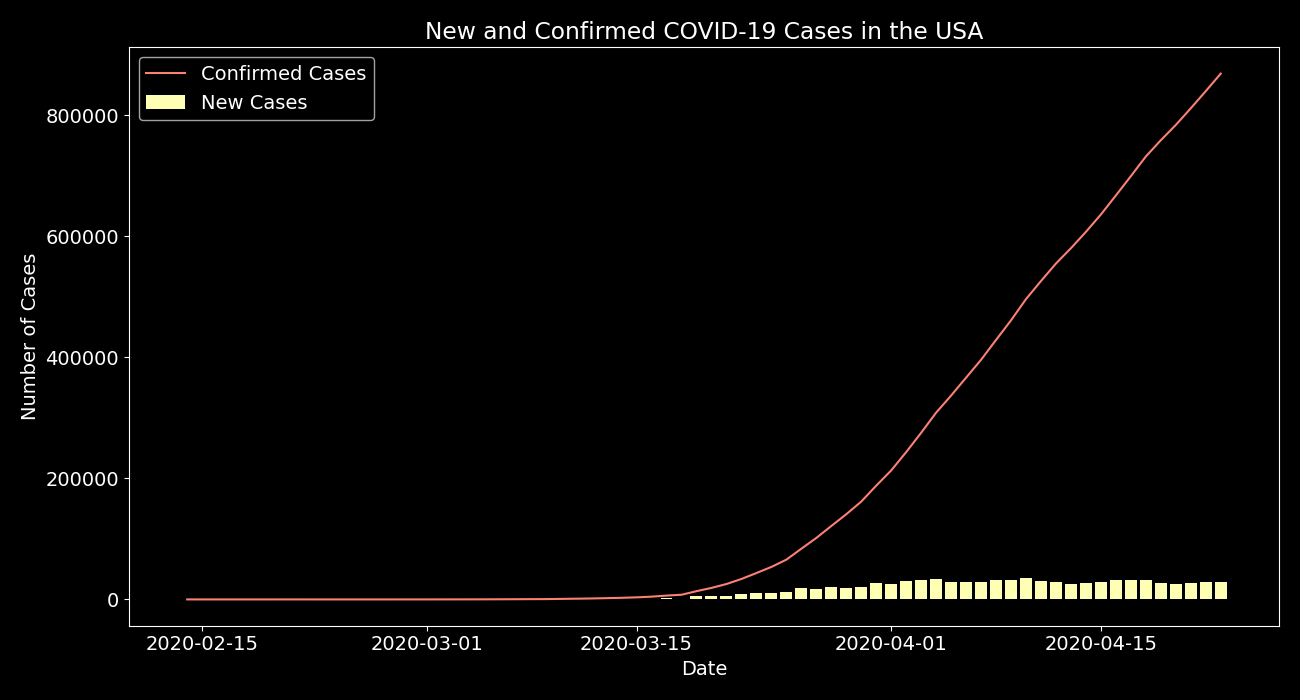 New and Confirmed COVID-19 Cases in the USA
Confirmed Cases
New Cases
800000
600000
400000
200000
0
Number of Cases
2020-02-15 2020-03-01 2020-03-15 2020-04-01 2020-04-15
Date